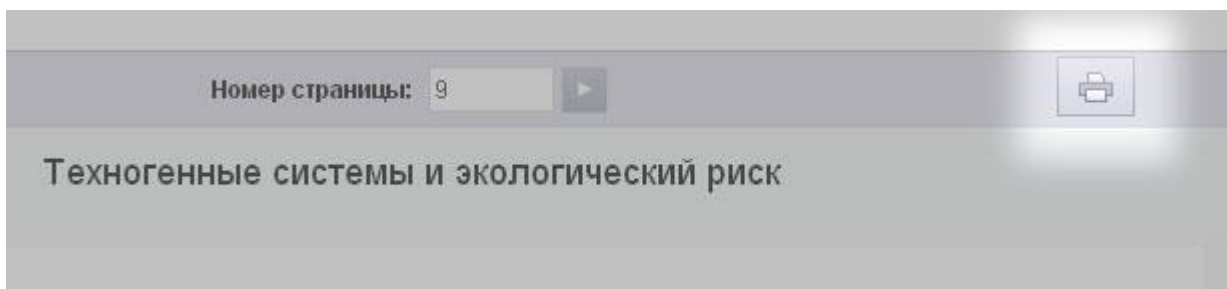 Номер страницы: 9
Техногенные системы и экологический риск